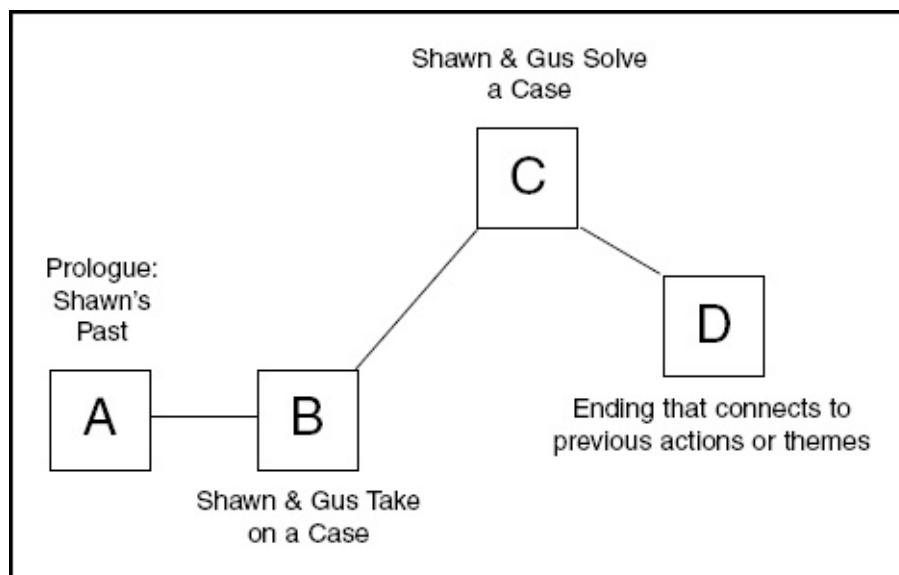 Shawn & Gus Solve
a Case
C
Prologue:
Shawn's
Past
D
A
B
Ending that connects to
previous actions or themes
Shawn & Gus Take
on a Case